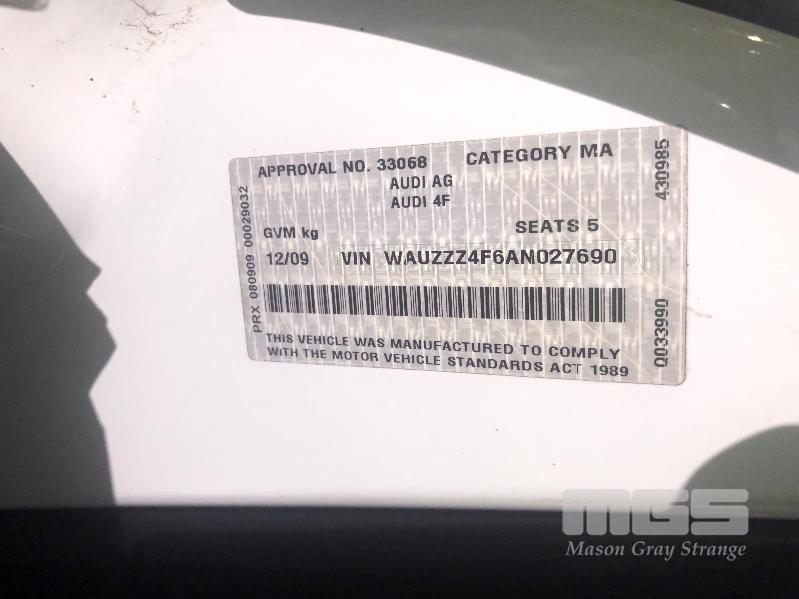 APPROVAL NO. 33068 CATEGORY MA
AUDI AG
AUDI 4F
GVM kg SEATS 5
12/09 VIN WAUZZZ4F6AN027690
THIS VEHICLE WAS MANUFACTURED TO COMPLY
WITH THE MOTOR VEHICLE STANDARDS ACT 1989
PRX 080909 00029032
0033990 430985
MGS
Mason Gray Strange